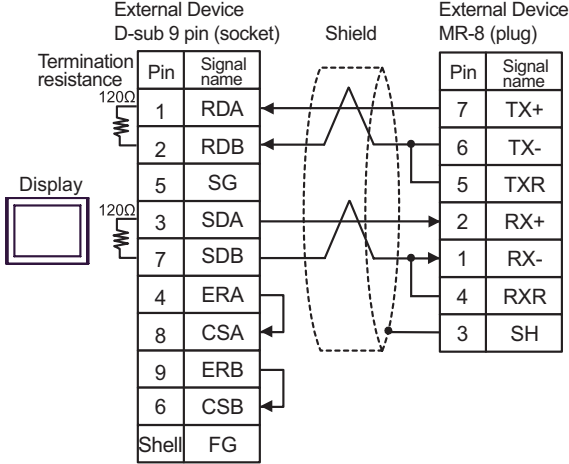 External Device
D-sub 9 pin (socket)
Shield
External Device
MR-8 (plug)
Termination
resistance
Display
Pin Signal name
120Ω
1 RDA
2 RDB
5 SG
120Ω
3 SDA
7 SDB
4 ERA
8 CSA
9 ERB
6 CSB
Shell FG
Pin Signal name
7 TX+
6 TX-
5 TXR
2 RX+
1 RX-
4 RXR
3 SH